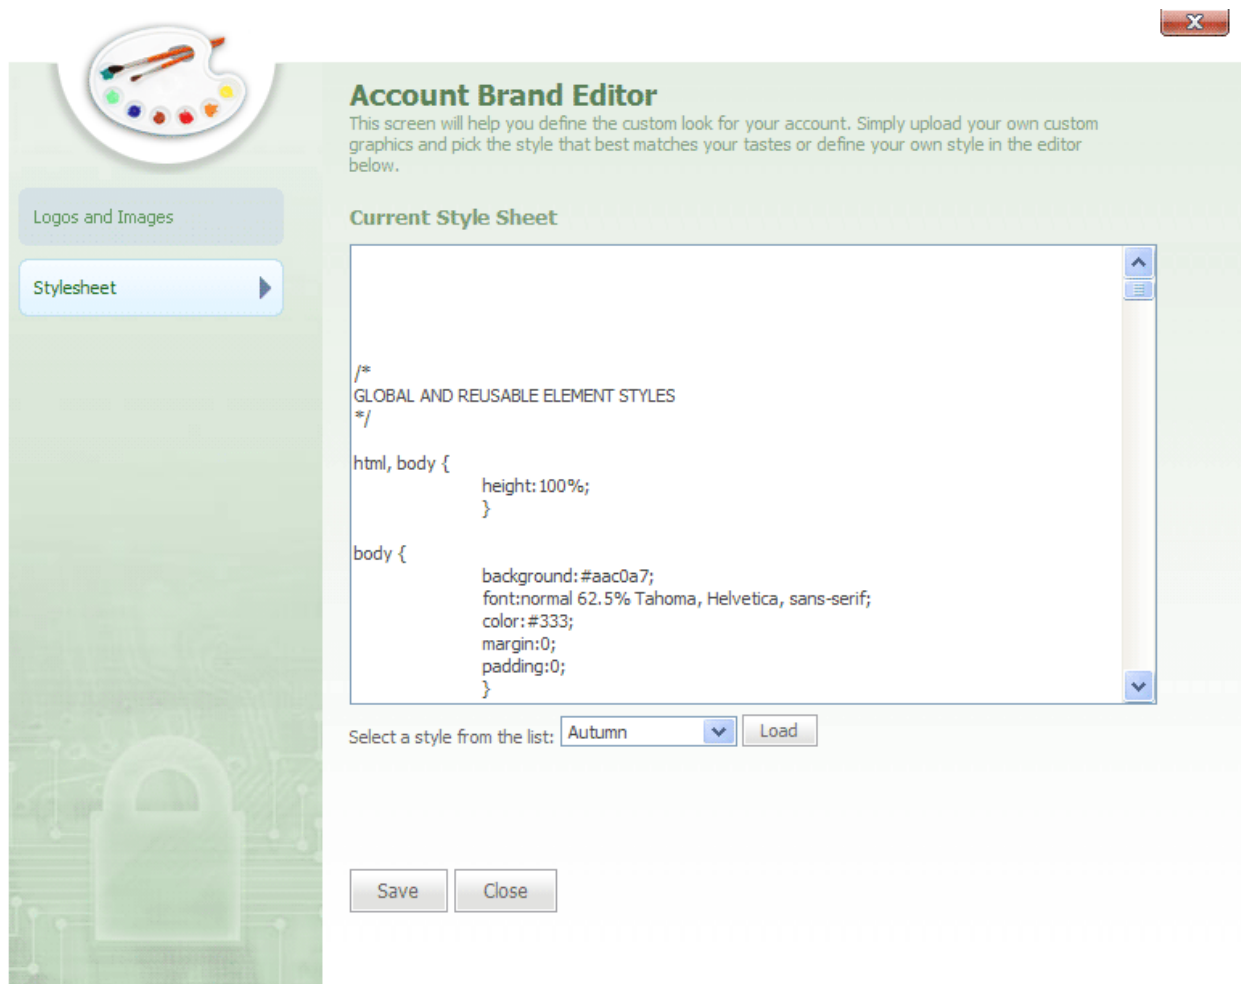 X
Account Brand Editor
This screen will help you define the custom look for your account. Simply upload your own custom
graphics and pick the style that best matches your tastes or define your own style in the editor
below.
Logos and Images
Stylesheet
Current Style Sheet
/*
GLOBAL AND REUSABLE ELEMENT STYLES
*/
html, body {
height:100%;
}
body {
background:#aac0a7;
font:normal 62.5% Tahoma, Helvetica, sans-serif;
color:#333;
margin:0;
padding:0;
}
Select a style from the list: Autumn Load
Save Close